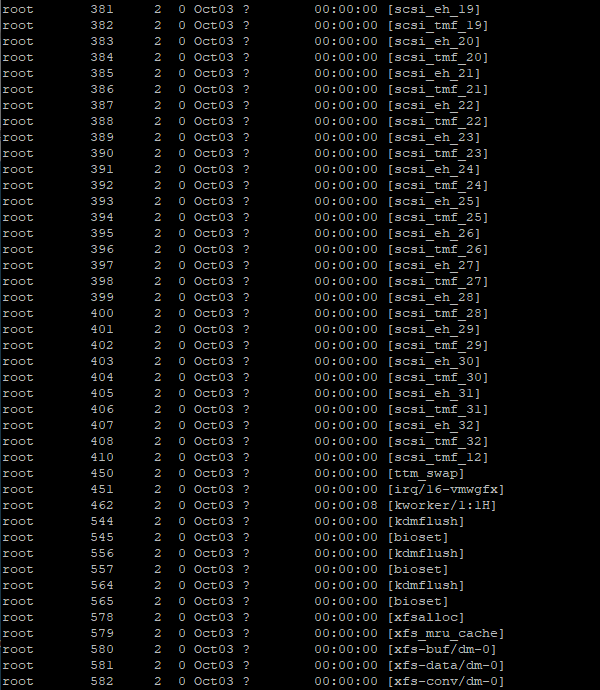 root 381 2 0 Oct03 ? 00:00:00 [scsi_eh_19]
root 382 2 0 Oct03 ? 00:00:00 [scsi_tmf_19]
root 383 2 0 Oct03 ? 00:00:00 [scsi_eh_20]
root 384 2 0 Oct03 ? 00:00:00 [scsi_tmf_20]
root 385 2 0 Oct03 ? 00:00:00 [scsi_eh_21]
root 386 2 0 Oct03 ? 00:00:00 [scsi_tmf_21]
root 387 2 0 Oct03 ? 00:00:00 [scsi_eh_22]
root 388 2 0 Oct03 ? 00:00:00 [scsi_tmf_22]
root 389 2 0 Oct03 ? 00:00:00 [scsi_eh_23]
root 390 2 0 Oct03 ? 00:00:00 [scsi_tmf_23]
root 391 2 0 Oct03 ? 00:00:00 [scsi_eh_24]
root 392 2 0 Oct03 ? 00:00:00 [scsi_tmf_24]
root 393 2 0 Oct03 ? 00:00:00 [scsi_eh_25]
root 394 2 0 Oct03 ? 00:00:00 [scsi_tmf_25]
root 395 2 0 Oct03 ? 00:00:00 [scsi_eh_26]
root 396 2 0 Oct03 ? 00:00:00 [scsi_tmf_26]
root 397 2 0 Oct03 ? 00:00:00 [scsi_eh_27]
root 398 2 0 Oct03 ? 00:00:00 [scsi_tmf_27]
root 399 2 0 Oct03 ? 00:00:00 [scsi_eh_28]
root 400 2 0 Oct03 ? 00:00:00 [scsi_tmf_28]
root 401 2 0 Oct03 ? 00:00:00 [scsi_eh_29]
root 402 2 0 Oct03 ? 00:00:00 [scsi_tmf_29]
root 403 2 0 Oct03 ? 00:00:00 [scsi_eh_30]
root 404 2 0 Oct03 ? 00:00:00 [scsi_tmf_30]
root 405 2 0 Oct03 ? 00:00:00 [scsi_eh_31]
root 406 2 0 Oct03 ? 00:00:00 [scsi_tmf_31]
root 407 2 0 Oct03 ? 00:00:00 [scsi_eh_32]
root 408 2 0 Oct03 ? 00:00:00 [scsi_tmf_32]
root 410 2 0 Oct03 ? 00:00:00 [scsi_tmf_12]
root 450 2 0 Oct03 ? 00:00:00 [ttm_swap]
root 451 2 0 Oct03 ? 00:00:00 [irq/16-vmwgfx]
root 462 2 0 Oct03 ? 00:00:08 [kworker/1:1H]
root 544 2 0 Oct03 ? 00:00:00 [kdmflush]
root 545 2 0 Oct03 ? 00:00:00 [bioset]
root 556 2 0 Oct03 ? 00:00:00 [kdmflush]
root 557 2 0 Oct03 ? 00:00:00 [bioset]
root 564 2 0 Oct03 ? 00:00:00 [kdmflush]
root 565 2 0 Oct03 ? 00:00:00 [bioset]
root 578 2 0 Oct03 ? 00:00:00 [xfsalloc]
root 579 2 0 Oct03 ? 00:00:00 [xfs_mru_cache]
root 580 2 0 Oct03 ? 00:00:00 [xfs-buf/dm-0]
root 581 2 0 Oct03 ? 00:00:00 [xfs-data/dm-0]
root 582 2 0 Oct03 ? 00:00:00 [xfs-conv/dm-0]